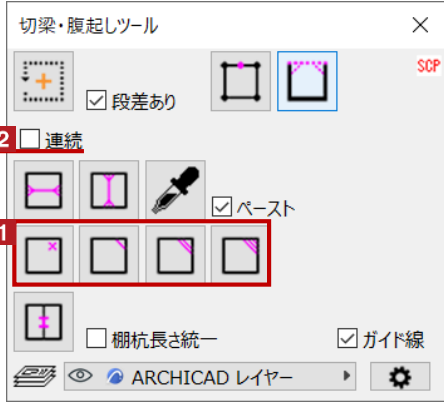 切梁・腹起しツール
段差あり
SCP
2
連続
ペースト
1
棚杭長さ統一
ガイド線
ARCHICAD レイヤー